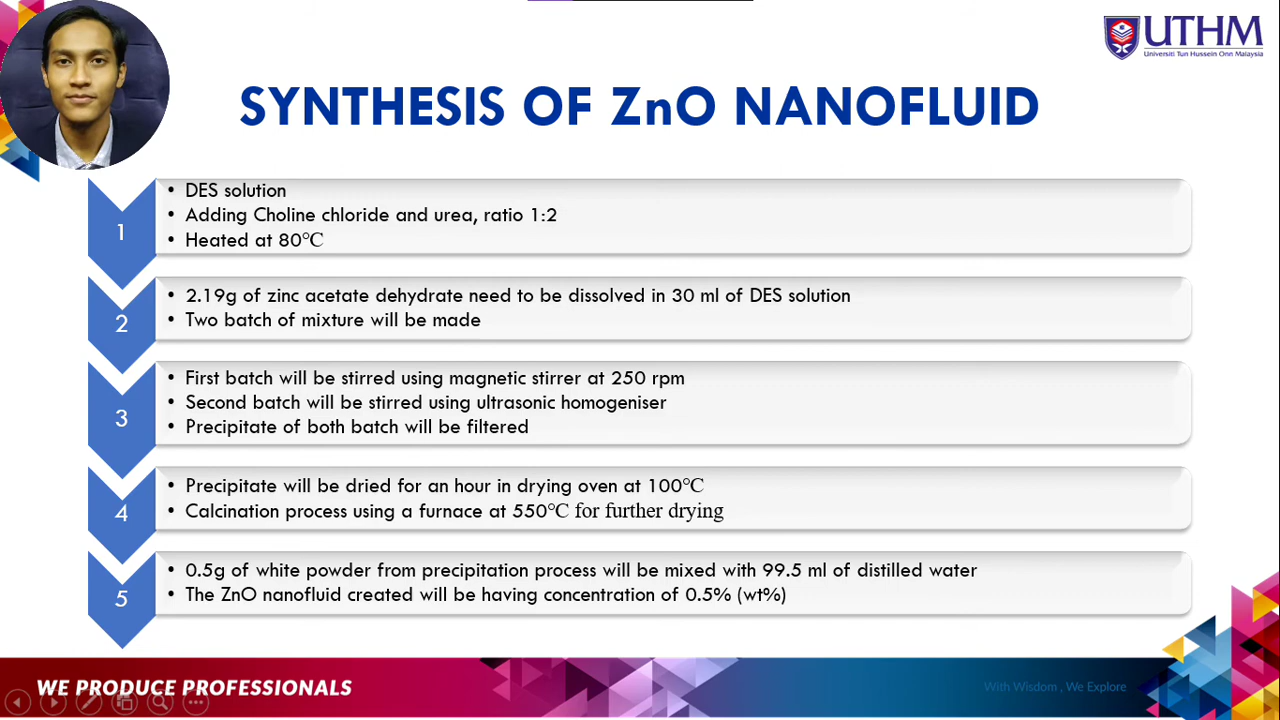 UTHM
Universiti Tun Hussein Onn Malaysia
SYNTHESIS OF ZnO NANOFLUID
1
• DES solution
• Adding Choline chloride and urea, ratio 1:2
• Heated at 80℃
2
• 2.19g of zinc acetate dehydrate need to be dissolved in 30 ml of DES solution
• Two batch of mixture will be made
3
• First batch will be stirred using magnetic stirrer at 250 rpm
• Second batch will be stirred using ultrasonic homogeniser
• Precipitate of both batch will be filtered
4
• Precipitate will be dried for an hour in drying oven at 100℃
• Calcination process using a furnace at 550℃ for further drying
5
• 0.5g of white powder from precipitation process will be mixed with 99.5 ml of distilled water
• The ZnO nanofluid created will be having concentration of 0.5% (wt%)
WE PRODUCE PROFESSIONALS
With Wisdom , We Explore